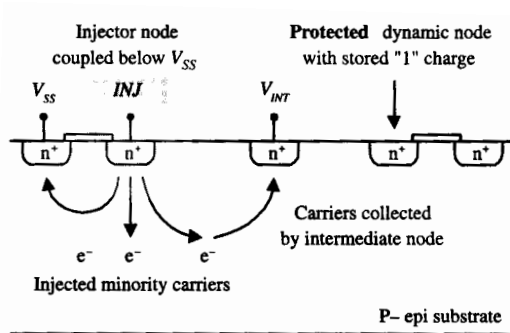 Injector node
coupled below V_SS
Protected dynamic node
with stored "1" charge
V_SS
INJ
V_INT
n+
n+
n+
n+
n+
e− e− e−
Carriers collected
by intermediate node
Injected minority carriers
P− epi substrate